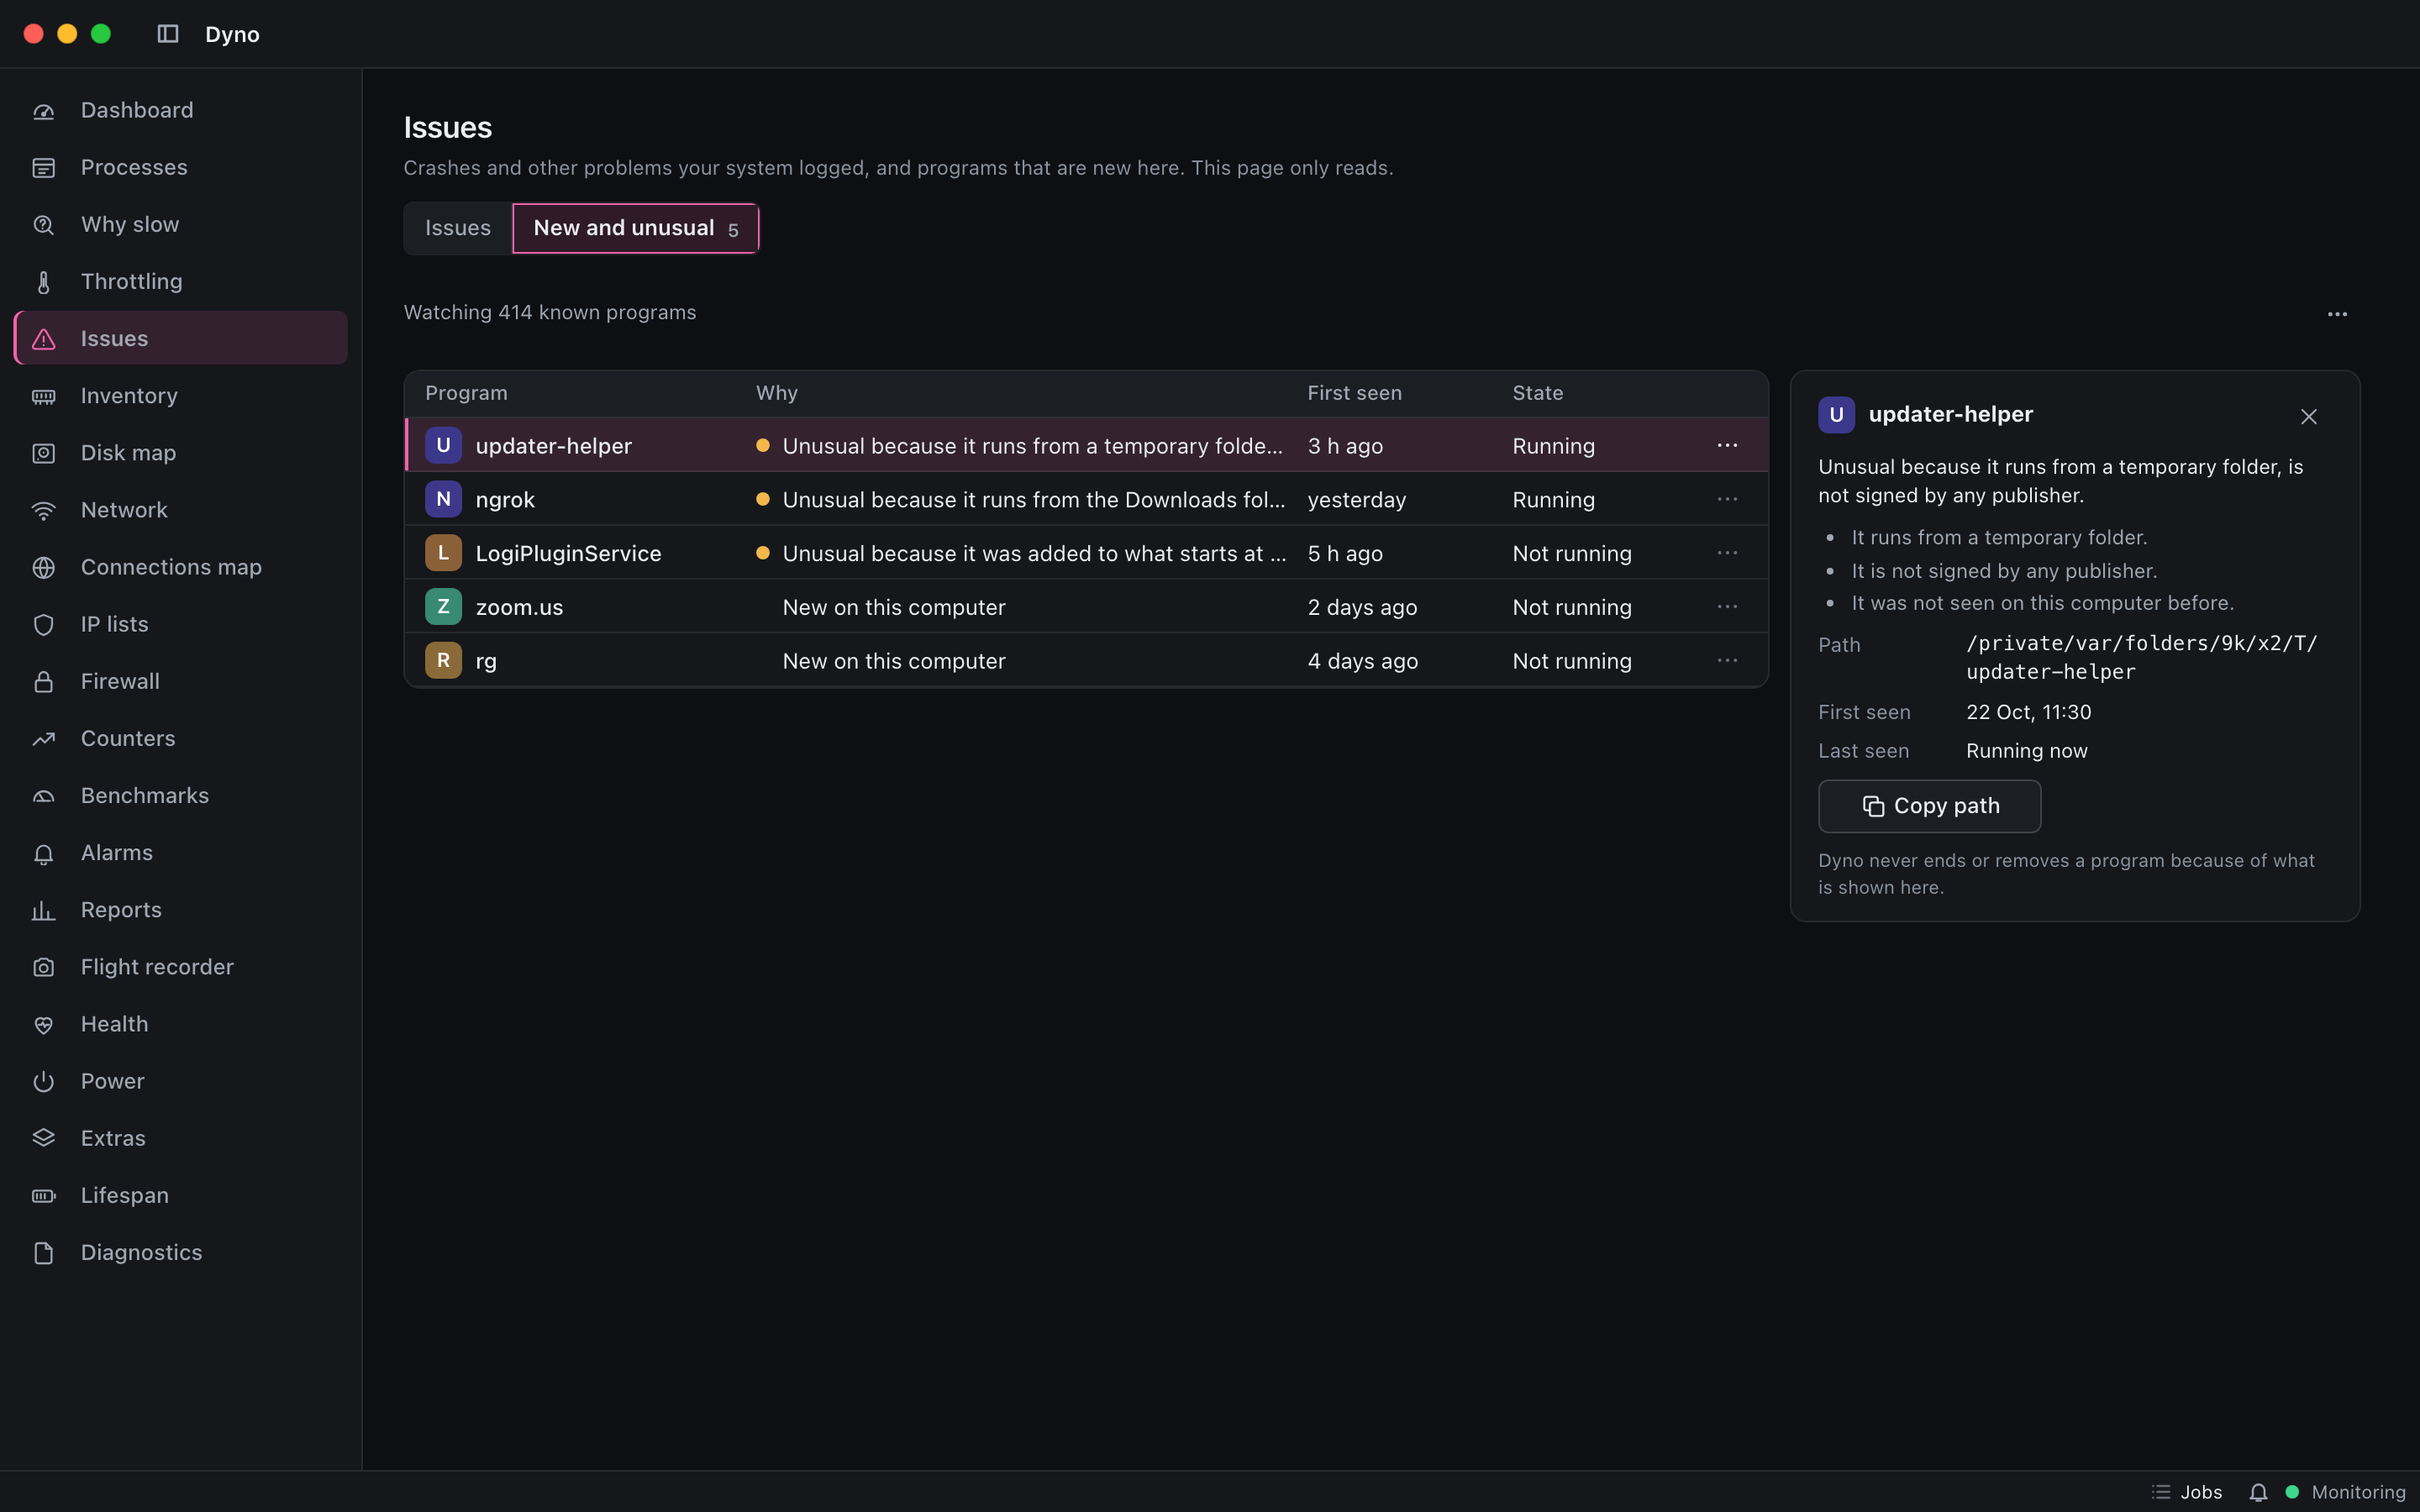 Dyno
Dashboard
Processes
Why slow
Throttling
Issues
Inventory
Disk map
Network
Connections map
IP lists
Firewall
Counters
Benchmarks
Alarms
Reports
Flight recorder
Health
Power
Extras
Lifespan
Diagnostics
Issues
Crashes and other problems your system logged, and programs that are new here. This page only reads.
Issues New and unusual 5
Watching 414 known programs
Program Why First seen State
U updater-helper Unusual because it runs from a temporary folde... 3 h ago Running
N ngrok Unusual because it runs from the Downloads fol... yesterday Running
L LogiPluginService Unusual because it was added to what starts at ... 5 h ago Not running
Z zoom.us New on this computer 2 days ago Not running
R rg New on this computer 4 days ago Not running
U updater-helper
Unusual because it runs from a temporary folder, is
not signed by any publisher.
• It runs from a temporary folder.
• It is not signed by any publisher.
• It was not seen on this computer before.
Path /private/var/folders/9k/x2/T/
updater-helper
First seen 22 Oct, 11:30
Last seen Running now
Copy path
Dyno never ends or removes a program because of what
is shown here.
Jobs Monitoring